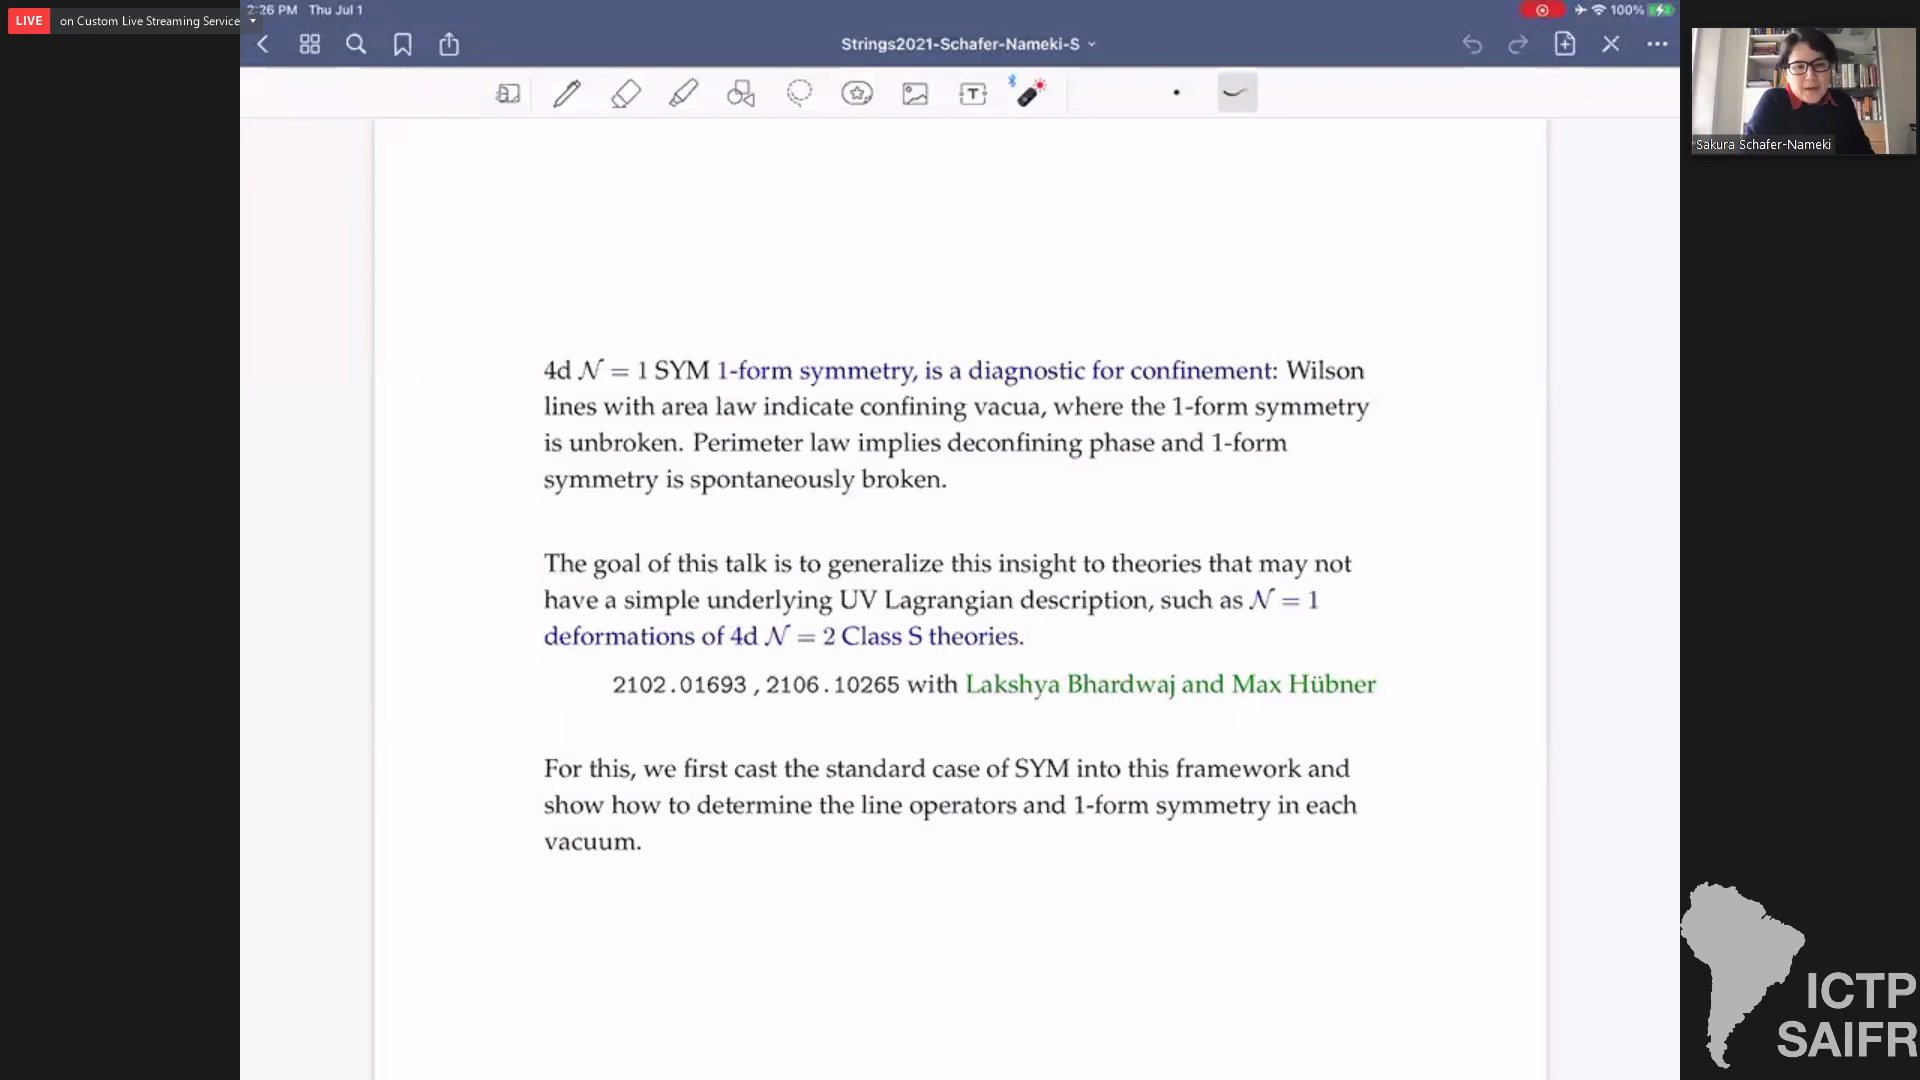 LIVE on Custom Live Streaming Service
2:26 PM Thu Jul 1
100%
Strings2021-Schafer-Nameki-S
Sakura Schafer-Nameki
4d 𝒩 = 1 SYM 1-form symmetry, is a diagnostic for confinement: Wilson
lines with area law indicate confining vacua, where the 1-form symmetry
is unbroken. Perimeter law implies deconfining phase and 1-form
symmetry is spontaneously broken.
The goal of this talk is to generalize this insight to theories that may not
have a simple underlying UV Lagrangian description, such as 𝒩 = 1
deformations of 4d 𝒩 = 2 Class S theories.
2102.01693, 2106.10265 with Lakshya Bhardwaj and Max Hübner
For this, we first cast the standard case of SYM into this framework and
show how to determine the line operators and 1-form symmetry in each
vacuum.
ICTP
SAIFR